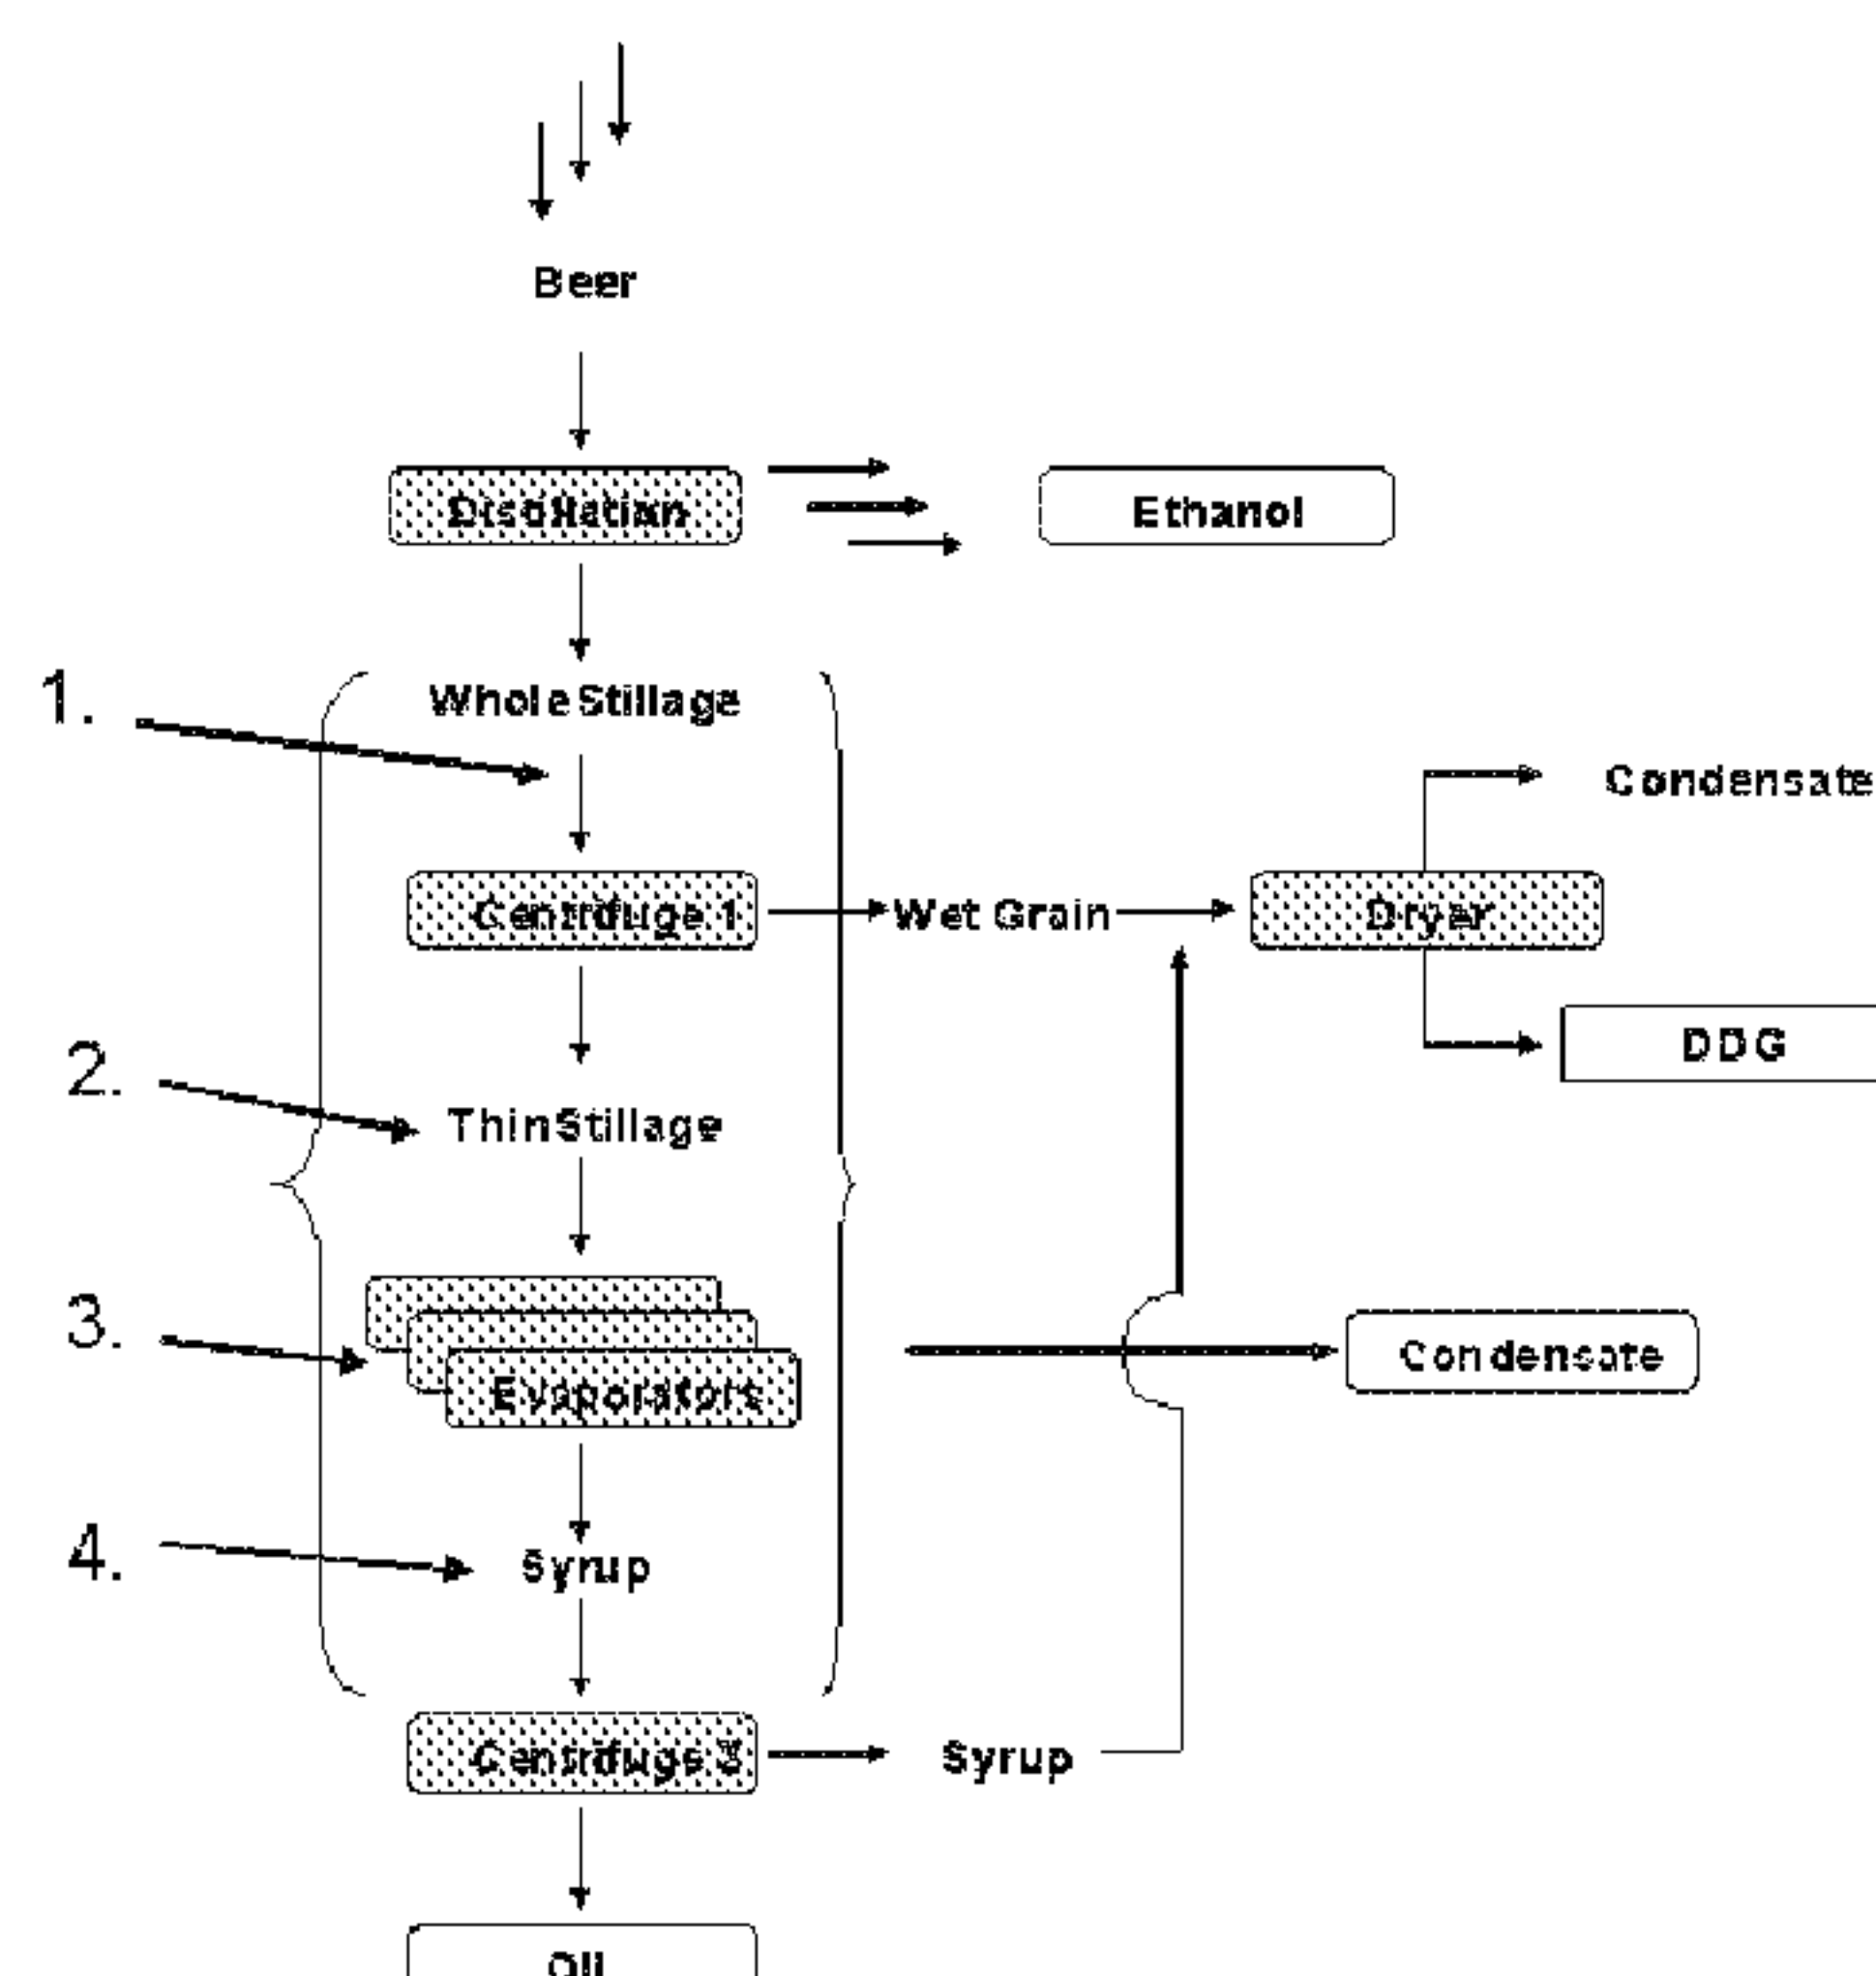 Beer
Distillation
Ethanol
1.
Whole Stillage
Condensate
Centrifuge 1
Wet Grain
Dryer
DDG
2.
Thin Stillage
3.
Evaporators
Condensate
4.
Syrup
Centrifuge
Syrup
Oil